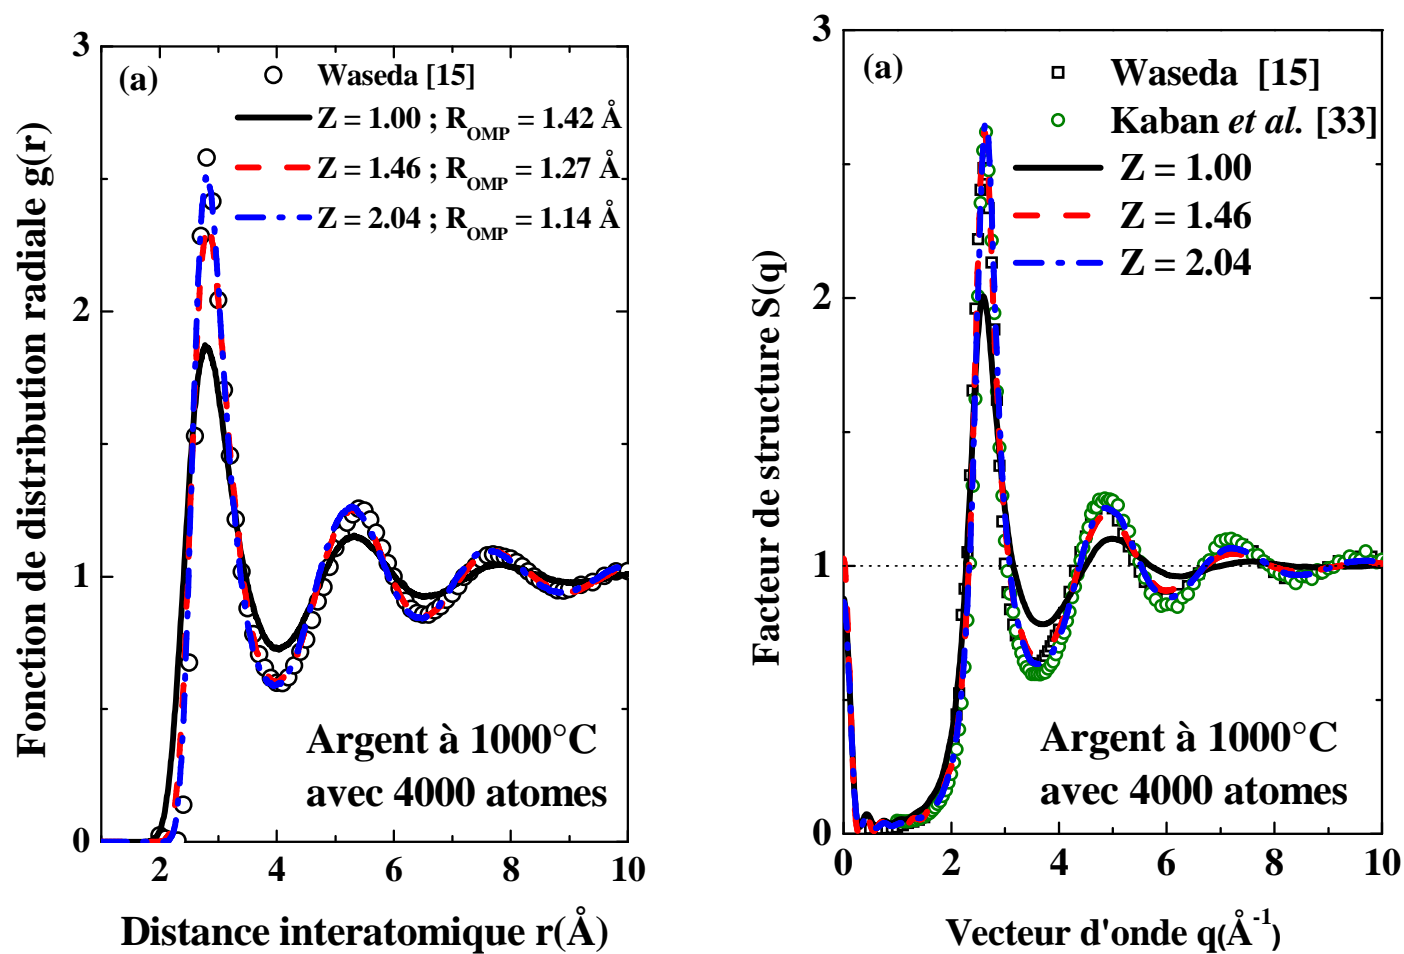 (a)
Waseda [15]
Z = 1.00 ; R_OMP = 1.42 Å
Z = 1.46 ; R_OMP = 1.27 Å
Z = 2.04 ; R_OMP = 1.14 Å
Fonction de distribution radiale g(r)
3
2
1
0
Argent à 1000°C
avec 4000 atomes
2 4 6 8 10
Distance interatomique r(Å)
(a)
Waseda [15]
Kaban et al. [33]
Z = 1.00
Z = 1.46
Z = 2.04
Facteur de structure S(q)
3
2
1
0
Argent à 1000°C
avec 4000 atomes
0 2 4 6 8 10
Vecteur d'onde q(Å⁻¹)